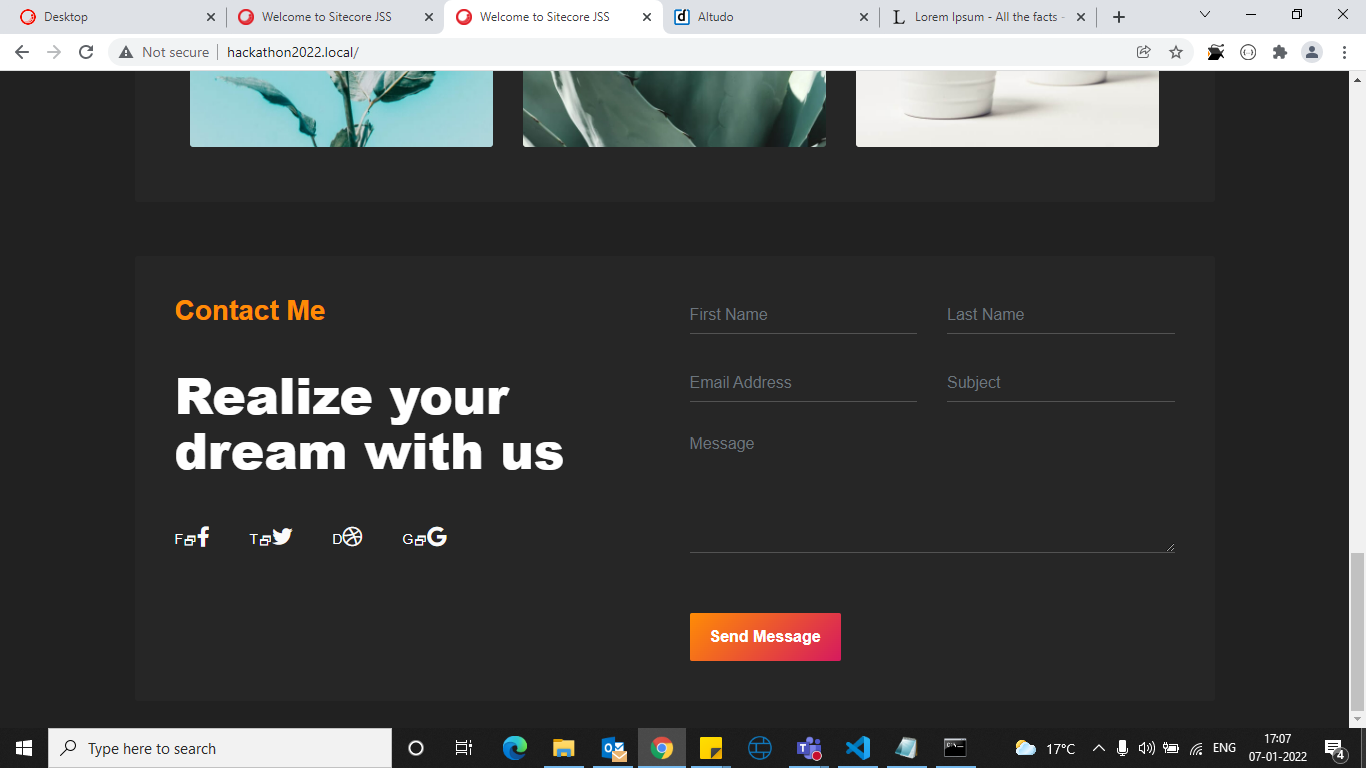 Desktop
Welcome to Sitecore JSS
Welcome to Sitecore JSS
Altudo
Lorem Ipsum - All the facts -
Not secure
hackathon2022.local/
Contact Me
Realize your
dream with us
F
T
D
G
First Name
Last Name
Email Address
Subject
Message
Send Message
Type here to search
17°C
ENG
17:07
07-01-2022
4